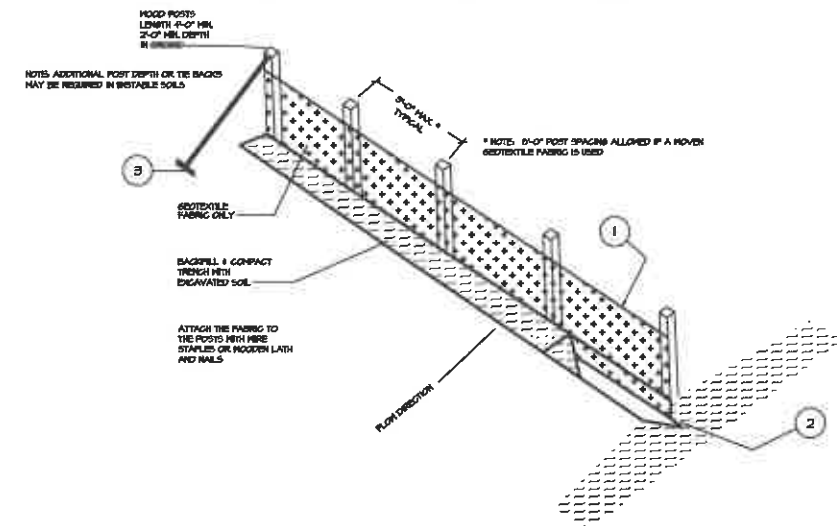 WOOD POSTS
LENGTH 4'-0" MIN.
2'-0" MIN. DEPTH
IN GROUND
NOTE: ADDITIONAL POST DEPTH OR TIE BACKS
MAY BE REQUIRED IN UNSTABLE SOILS
3'-0" MAX. *
TYPICAL
* NOTE: 8'-0" POST SPACING ALLOWED IF A WOVEN
GEOTEXTILE FABRIC IS USED
3
GEOTEXTILE
FABRIC ONLY
1
BACKFILL & COMPACT
TRENCH WITH
EXCAVATED SOIL
ATTACH THE FABRIC TO
THE POSTS WITH WIRE
STAPLES OR WOODEN LATH
AND NAILS
FLOW DIRECTION
2